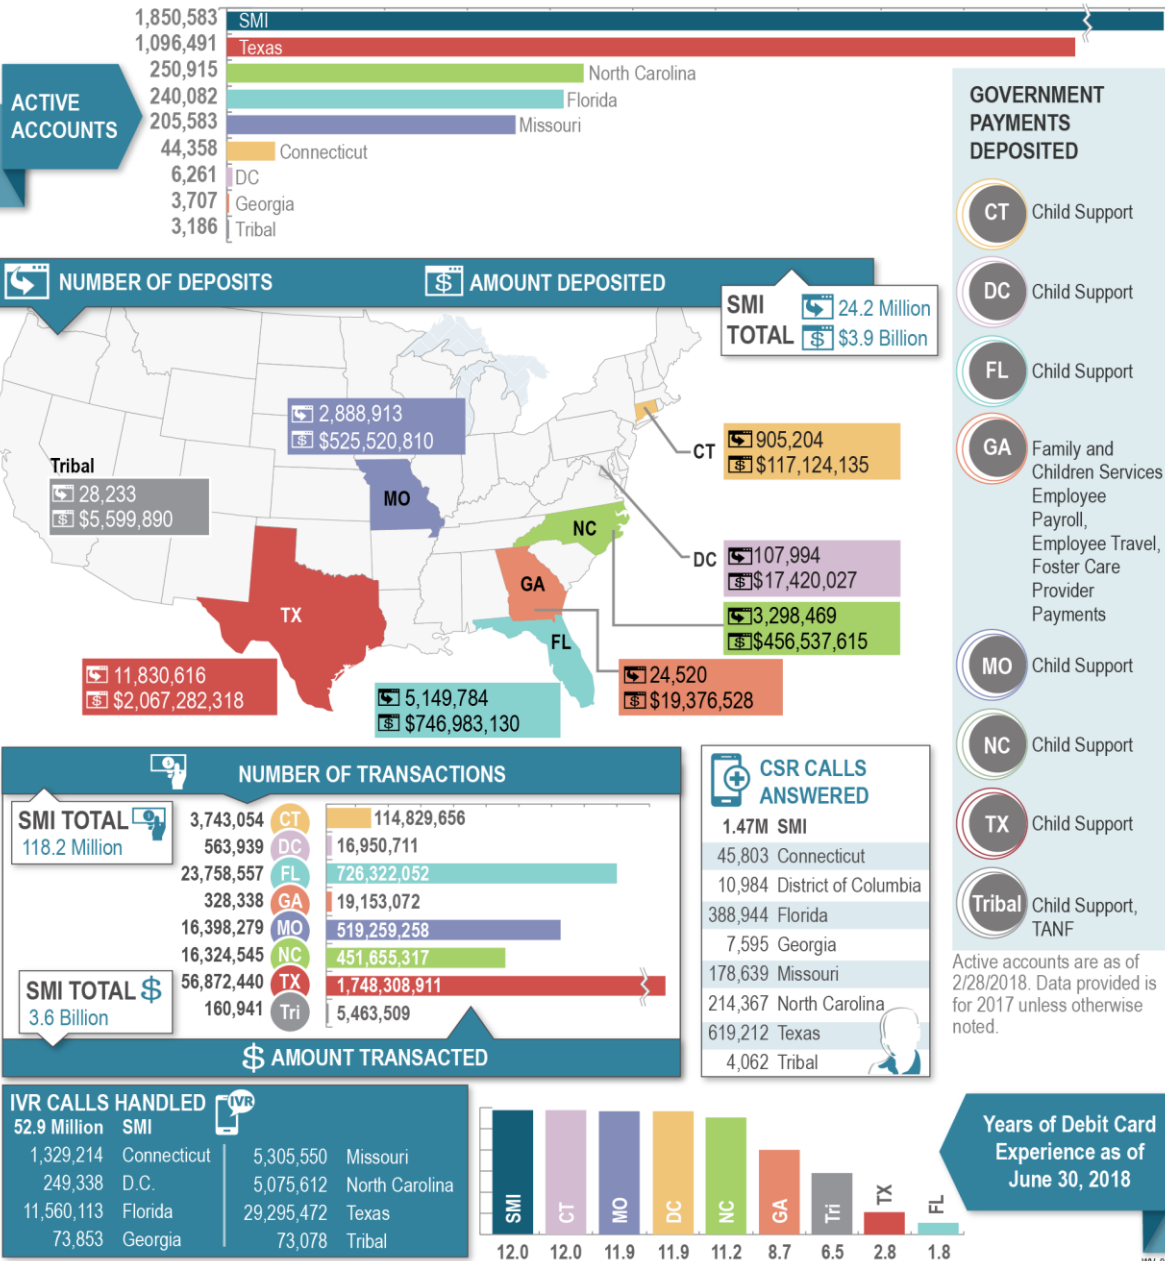 1,850,583 SMI
1,096,491 Texas
250,915 North Carolina
240,082 Florida
205,583 Missouri
44,358 Connecticut
6,261 DC
3,707 Georgia
3,186 Tribal
ACTIVE
ACCOUNTS
NUMBER OF DEPOSITS
$ AMOUNT DEPOSITED
SMI 24.2 Million
TOTAL $ $3.9 Billion
2,888,913
$ $525,520,810
MO
Tribal
28,233
$ $5,599,890
CT
905,204
$ $117,124,135
NC
DC
107,994
$ $17,420,027
3,298,469
$ $456,537,615
GA
TX
FL
24,520
$ $19,376,528
11,830,616
$ $2,067,282,318
5,149,784
$ $746,983,130
GOVERNMENT
PAYMENTS
DEPOSITED
CT Child Support
DC Child Support
FL Child Support
GA Family and
Children Services
Employee
Payroll,
Employee Travel,
Foster Care
Provider
Payments
MO Child Support
NC Child Support
TX Child Support
Tribal Child Support,
TANF
Active accounts are as of
2/28/2018. Data provided is
for 2017 unless otherwise
noted.
NUMBER OF TRANSACTIONS
SMI TOTAL
118.2 Million
3,743,054 CT 114,829,656
563,939 DC 16,950,711
23,758,557 FL 726,322,052
328,338 GA 19,153,072
16,398,279 MO 519,259,258
16,324,545 NC 451,655,317
56,872,440 TX 1,748,308,911
160,941 Tri 5,463,509
SMI TOTAL $
3.6 Billion
$ AMOUNT TRANSACTED
CSR CALLS
ANSWERED
1.47M SMI
45,803 Connecticut
10,984 District of Columbia
388,944 Florida
7,595 Georgia
178,639 Missouri
214,367 North Carolina
619,212 Texas
4,062 Tribal
IVR CALLS HANDLED IVR
52.9 Million SMI
1,329,214 Connecticut
249,338 D.C.
11,560,113 Florida
73,853 Georgia
5,305,550 Missouri
5,075,612 North Carolina
29,295,472 Texas
73,078 Tribal
SMI CT MO DC NC GA Tri TX FL
12.0 12.0 11.9 11.9 11.2 8.7 6.5 2.8 1.8
Years of Debit Card
Experience as of
June 30, 2018